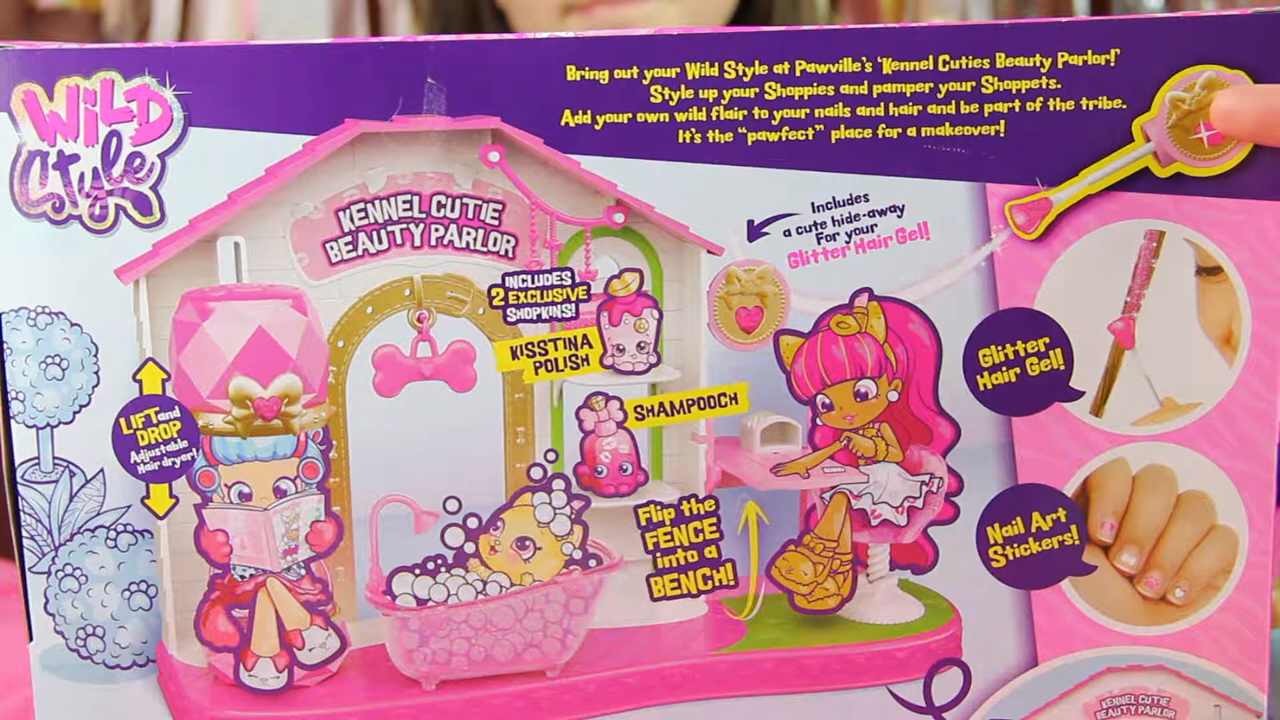 WiLD
Style
Bring out your Wild Style at Pawville's 'Kennel Cuties Beauty Parlor!'
Style up your Shoppies and pamper your Shoppets.
Add your own wild flair to your nails and hair and be part of the tribe.
It's the "pawfect" place for a makeover!
KENNEL CUTIE
BEAUTY PARLOR
Includes
a cute hide-away
For your
Glitter Hair Gel!
INCLUDES
2 EXCLUSIVE
SHOPKINS!
KISSTINA
POLISH
SHAMPOOCH
LIFT and
DROP
Adjustable
Hair dryer!
Flip the
FENCE
into a
BENCH!
Glitter
Hair Gel!
Nail Art
Stickers!
KENNEL CUTIE
BEAUTY PARLOR